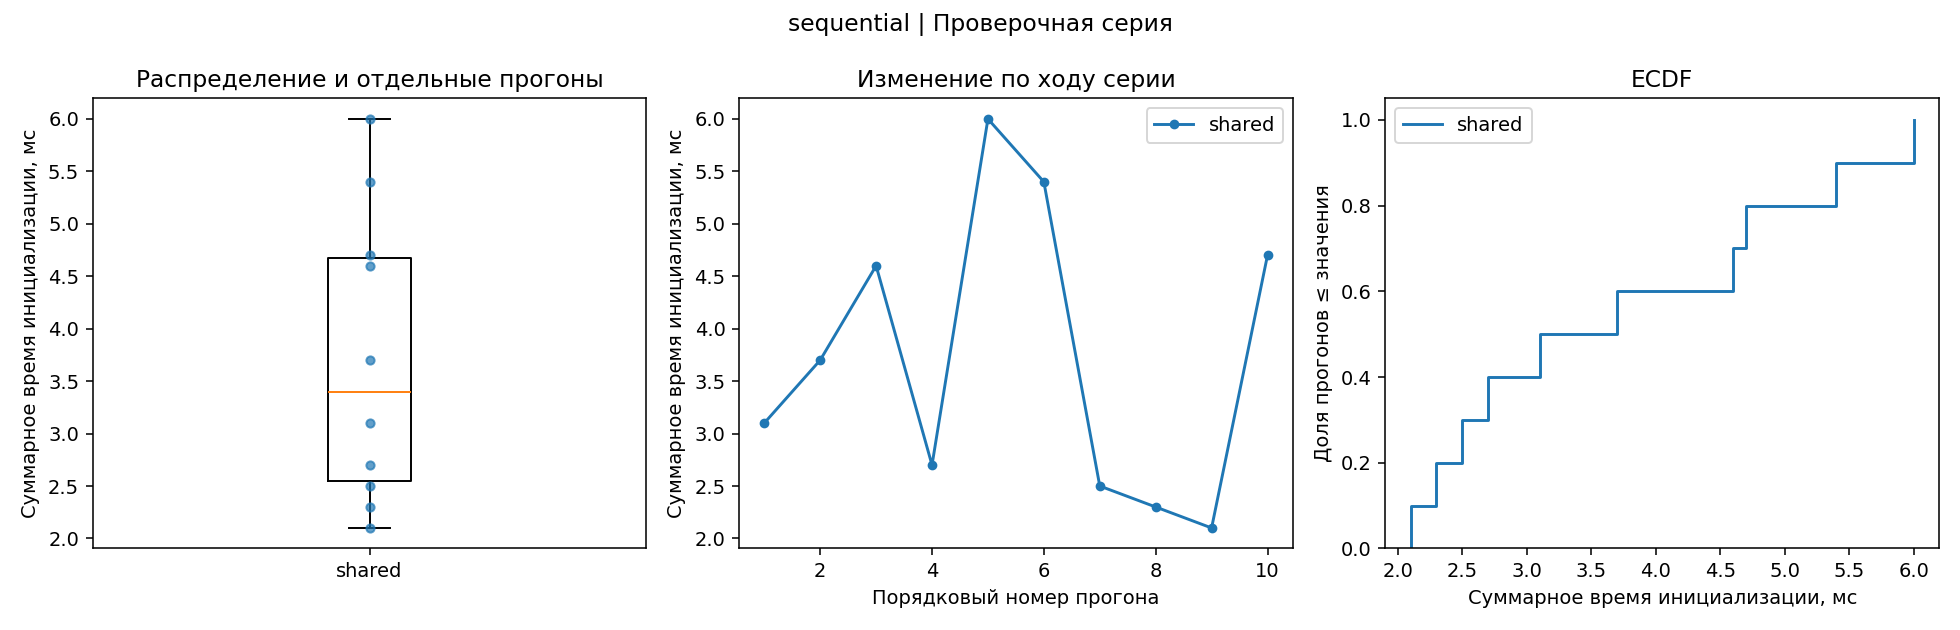 sequential | Проверочная серия
Распределение и отдельные прогоны
Суммарное время инициализации, мс
6.0
5.5
5.0
4.5
4.0
3.5
3.0
2.5
2.0
shared
Изменение по ходу серии
Суммарное время инициализации, мс
6.0
5.5
5.0
4.5
4.0
3.5
3.0
2.5
2.0
shared
2 4 6 8 10
Порядковый номер прогона
ECDF
Доля прогонов ≤ значения
1.0
0.8
0.6
0.4
0.2
0.0
shared
2.0 2.5 3.0 3.5 4.0 4.5 5.0 5.5 6.0
Суммарное время инициализации, мс